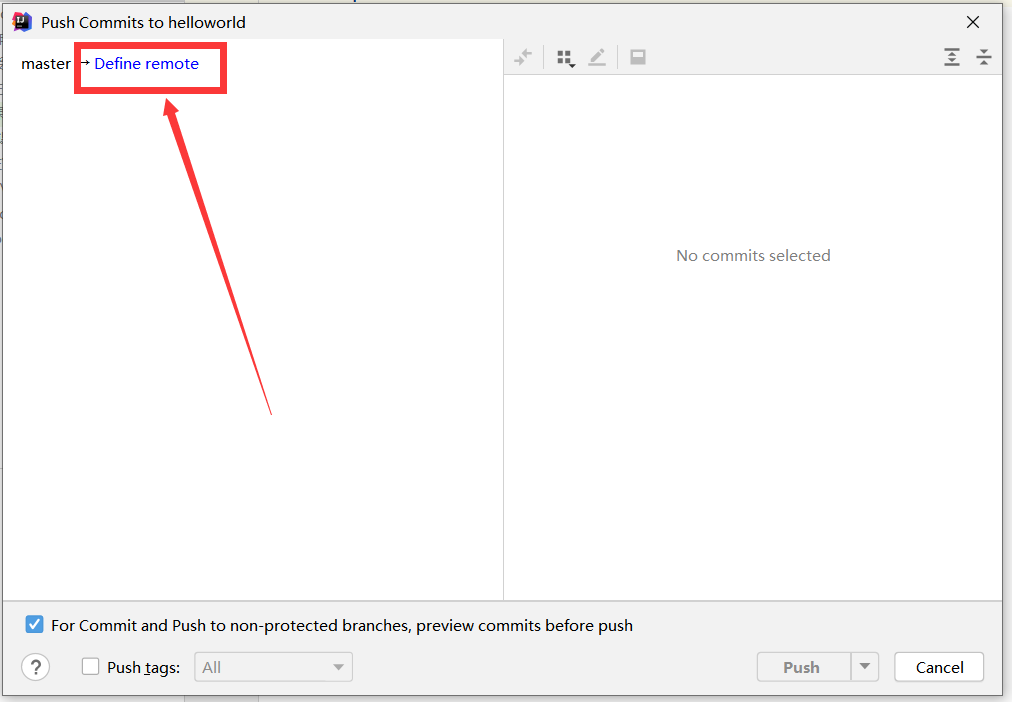 Push Commits to helloworld
master → Define remote
No commits selected
For Commit and Push to non-protected branches, preview commits before push
? Push tags: All Push Cancel